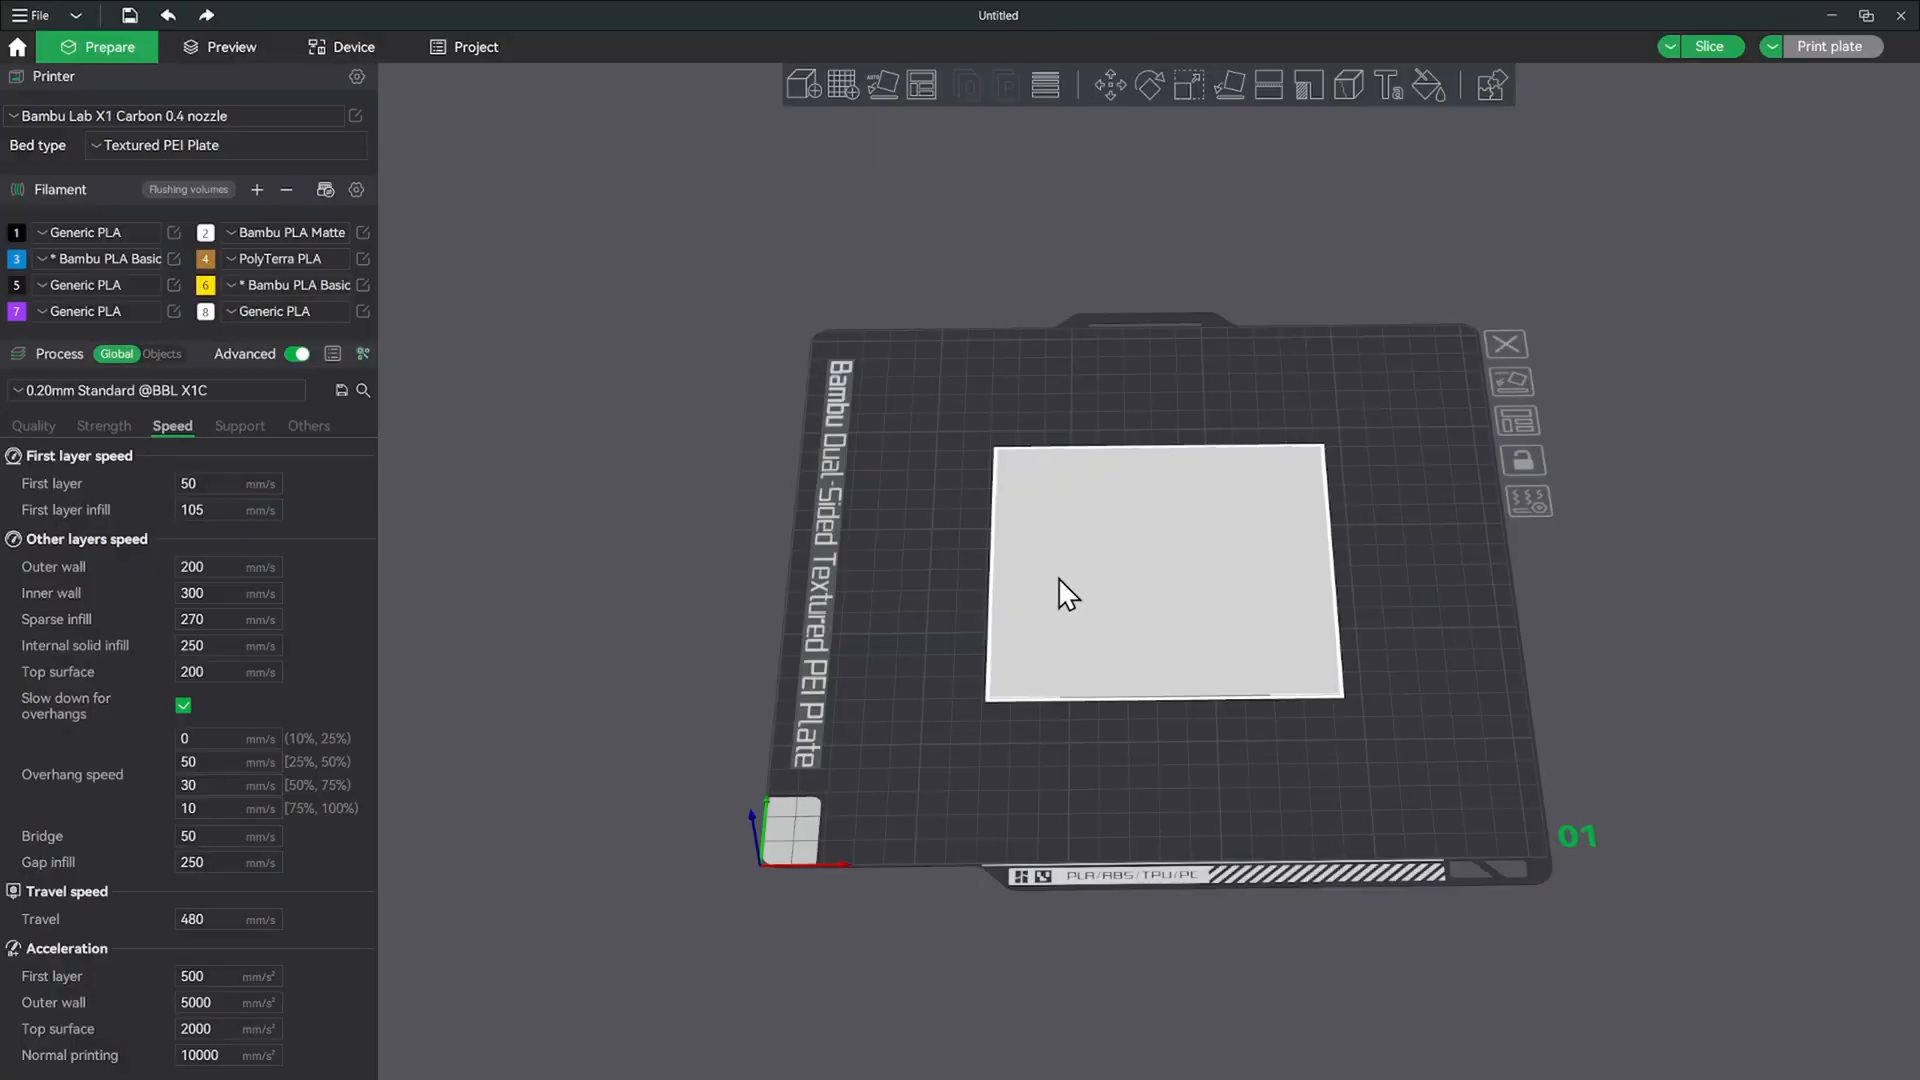 File
Untitled
Prepare
Preview
Device
Project
Slice
Print plate
Printer
Bambu Lab X1 Carbon 0.4 nozzle
Bed type
Textured PEI Plate
Filament
Flushing volumes
1 Generic PLA
2 Bambu PLA Matte
3 * Bambu PLA Basic
4 PolyTerra PLA
5 Generic PLA
6 * Bambu PLA Basic
7 Generic PLA
8 Generic PLA
Process
Global
Objects
Advanced
0.20mm Standard @BBL X1C
Quality
Strength
Speed
Support
Others
First layer speed
First layer 50 mm/s
First layer infill 105 mm/s
Other layers speed
Outer wall 200 mm/s
Inner wall 300 mm/s
Sparse infill 270 mm/s
Internal solid infill 250 mm/s
Top surface 200 mm/s
Slow down for
overhangs
0 mm/s (10%, 25%)
50 mm/s [25%, 50%)
Overhang speed
30 mm/s [50%, 75%)
10 mm/s [75%, 100%)
Bridge 50 mm/s
Gap infill 250 mm/s
Travel speed
Travel 480 mm/s
Acceleration
First layer 500 mm/s²
Outer wall 5000 mm/s²
Top surface 2000 mm/s²
Normal printing 10000 mm/s²
Bambu Dual-Sided Textured PEI Plate
01
PLA/ABS/TPU/PC